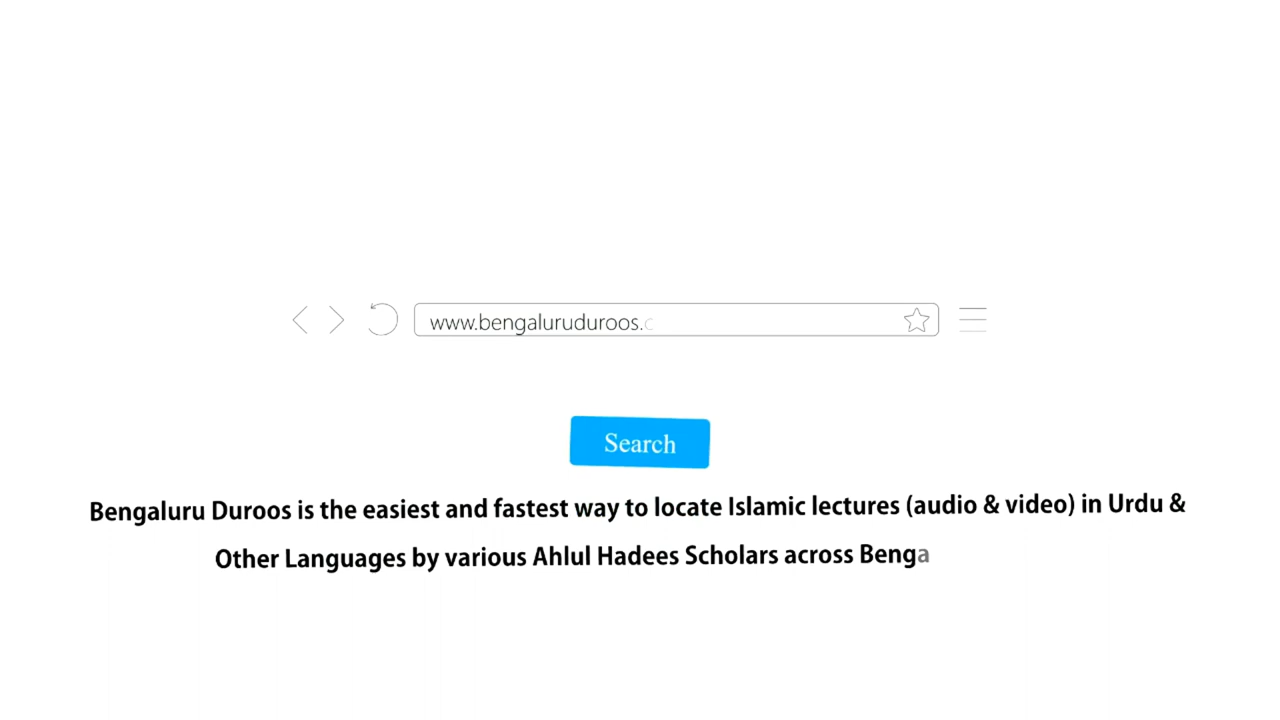 www.bengaluruduroos.c
Search
Bengaluru Duroos is the easiest and fastest way to locate Islamic lectures (audio & video) in Urdu &
Other Languages by various Ahlul Hadees Scholars across Benga